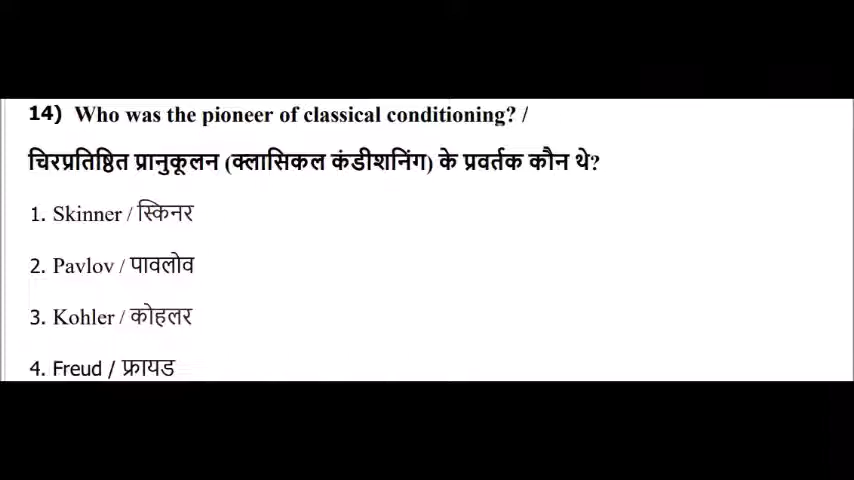 14) Who was the pioneer of classical conditioning? /
चिरप्रतिष्ठित प्रानुकूलन (क्लासिकल कंडीशनिंग) के प्रवर्तक कौन थे?
1. Skinner / स्किनर
2. Pavlov / पावलोव
3. Kohler / कोहलर
4. Freud / फ्रायड